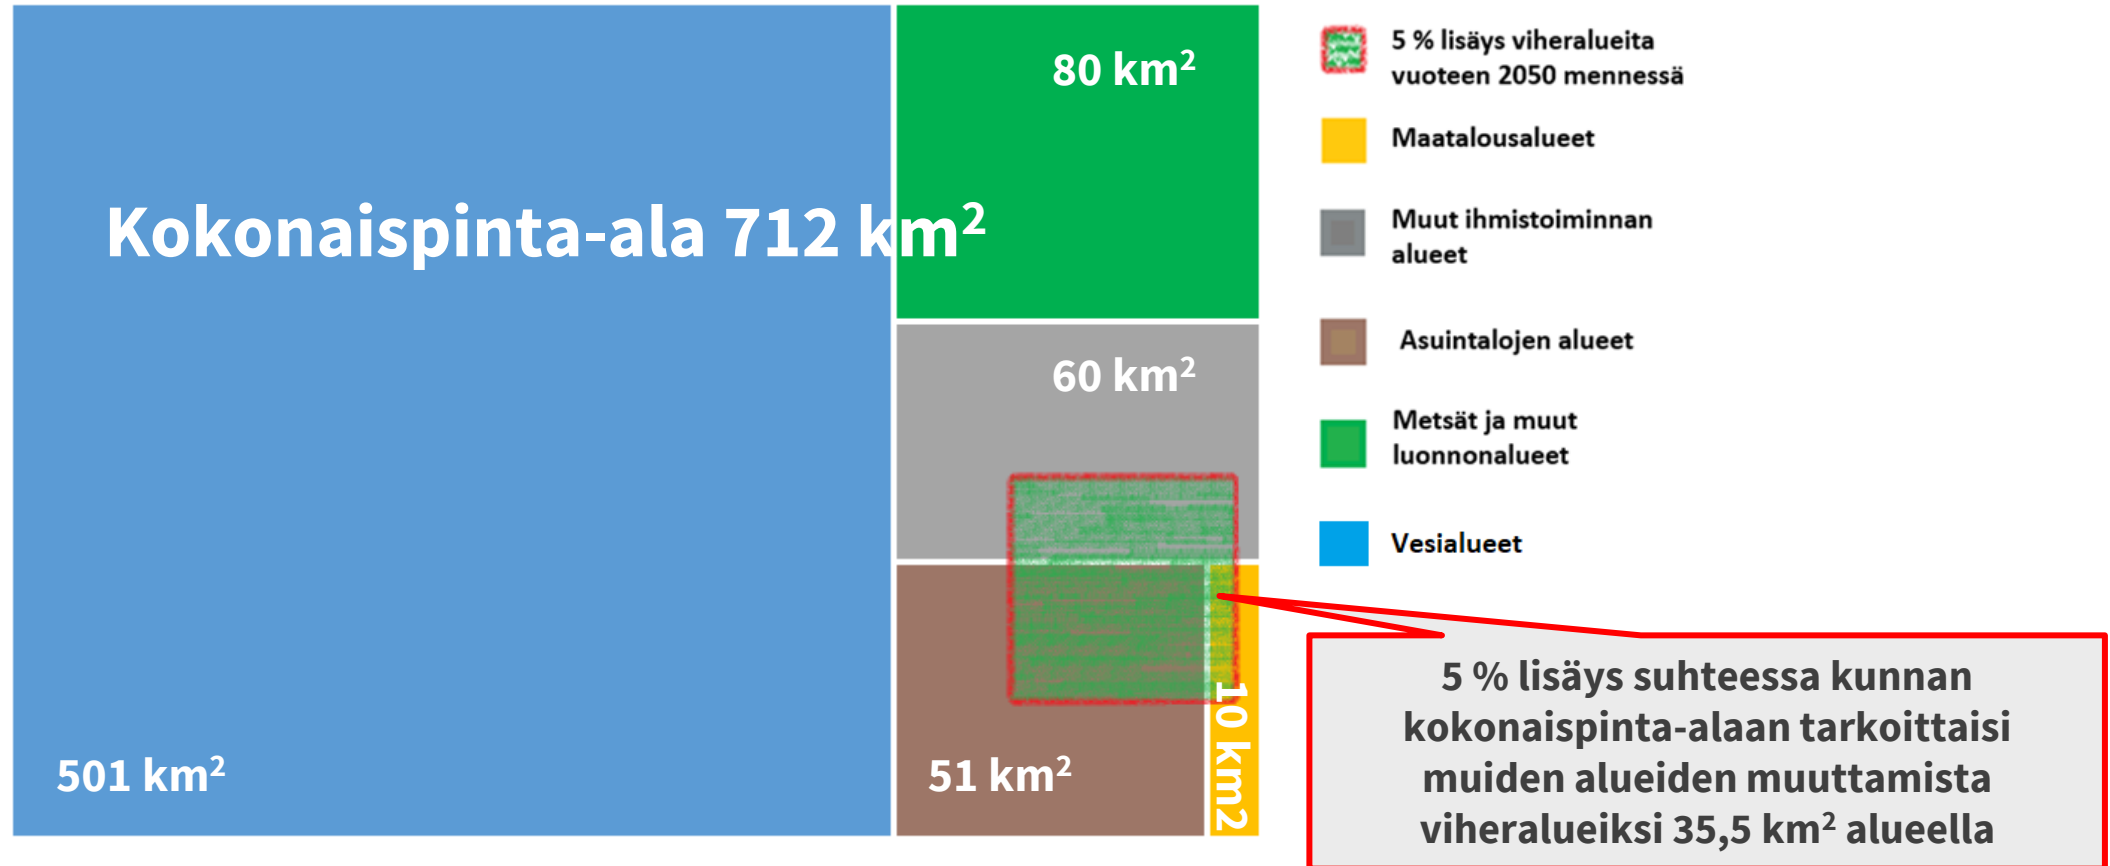 80 km²
Kokonaispinta-ala 712 km²
60 km²
501 km²
51 km²
10 km2
5 % lisäys viheralueita
vuoteen 2050 mennessä
Maatalousalueet
Muut ihmistoiminnan
alueet
Asuintalojen alueet
Metsät ja muut
luonnonalueet
Vesialueet
5 % lisäys suhteessa kunnan
kokonaispinta-alaan tarkoittaisi
muiden alueiden muuttamista
viheralueiksi 35,5 km² alueella